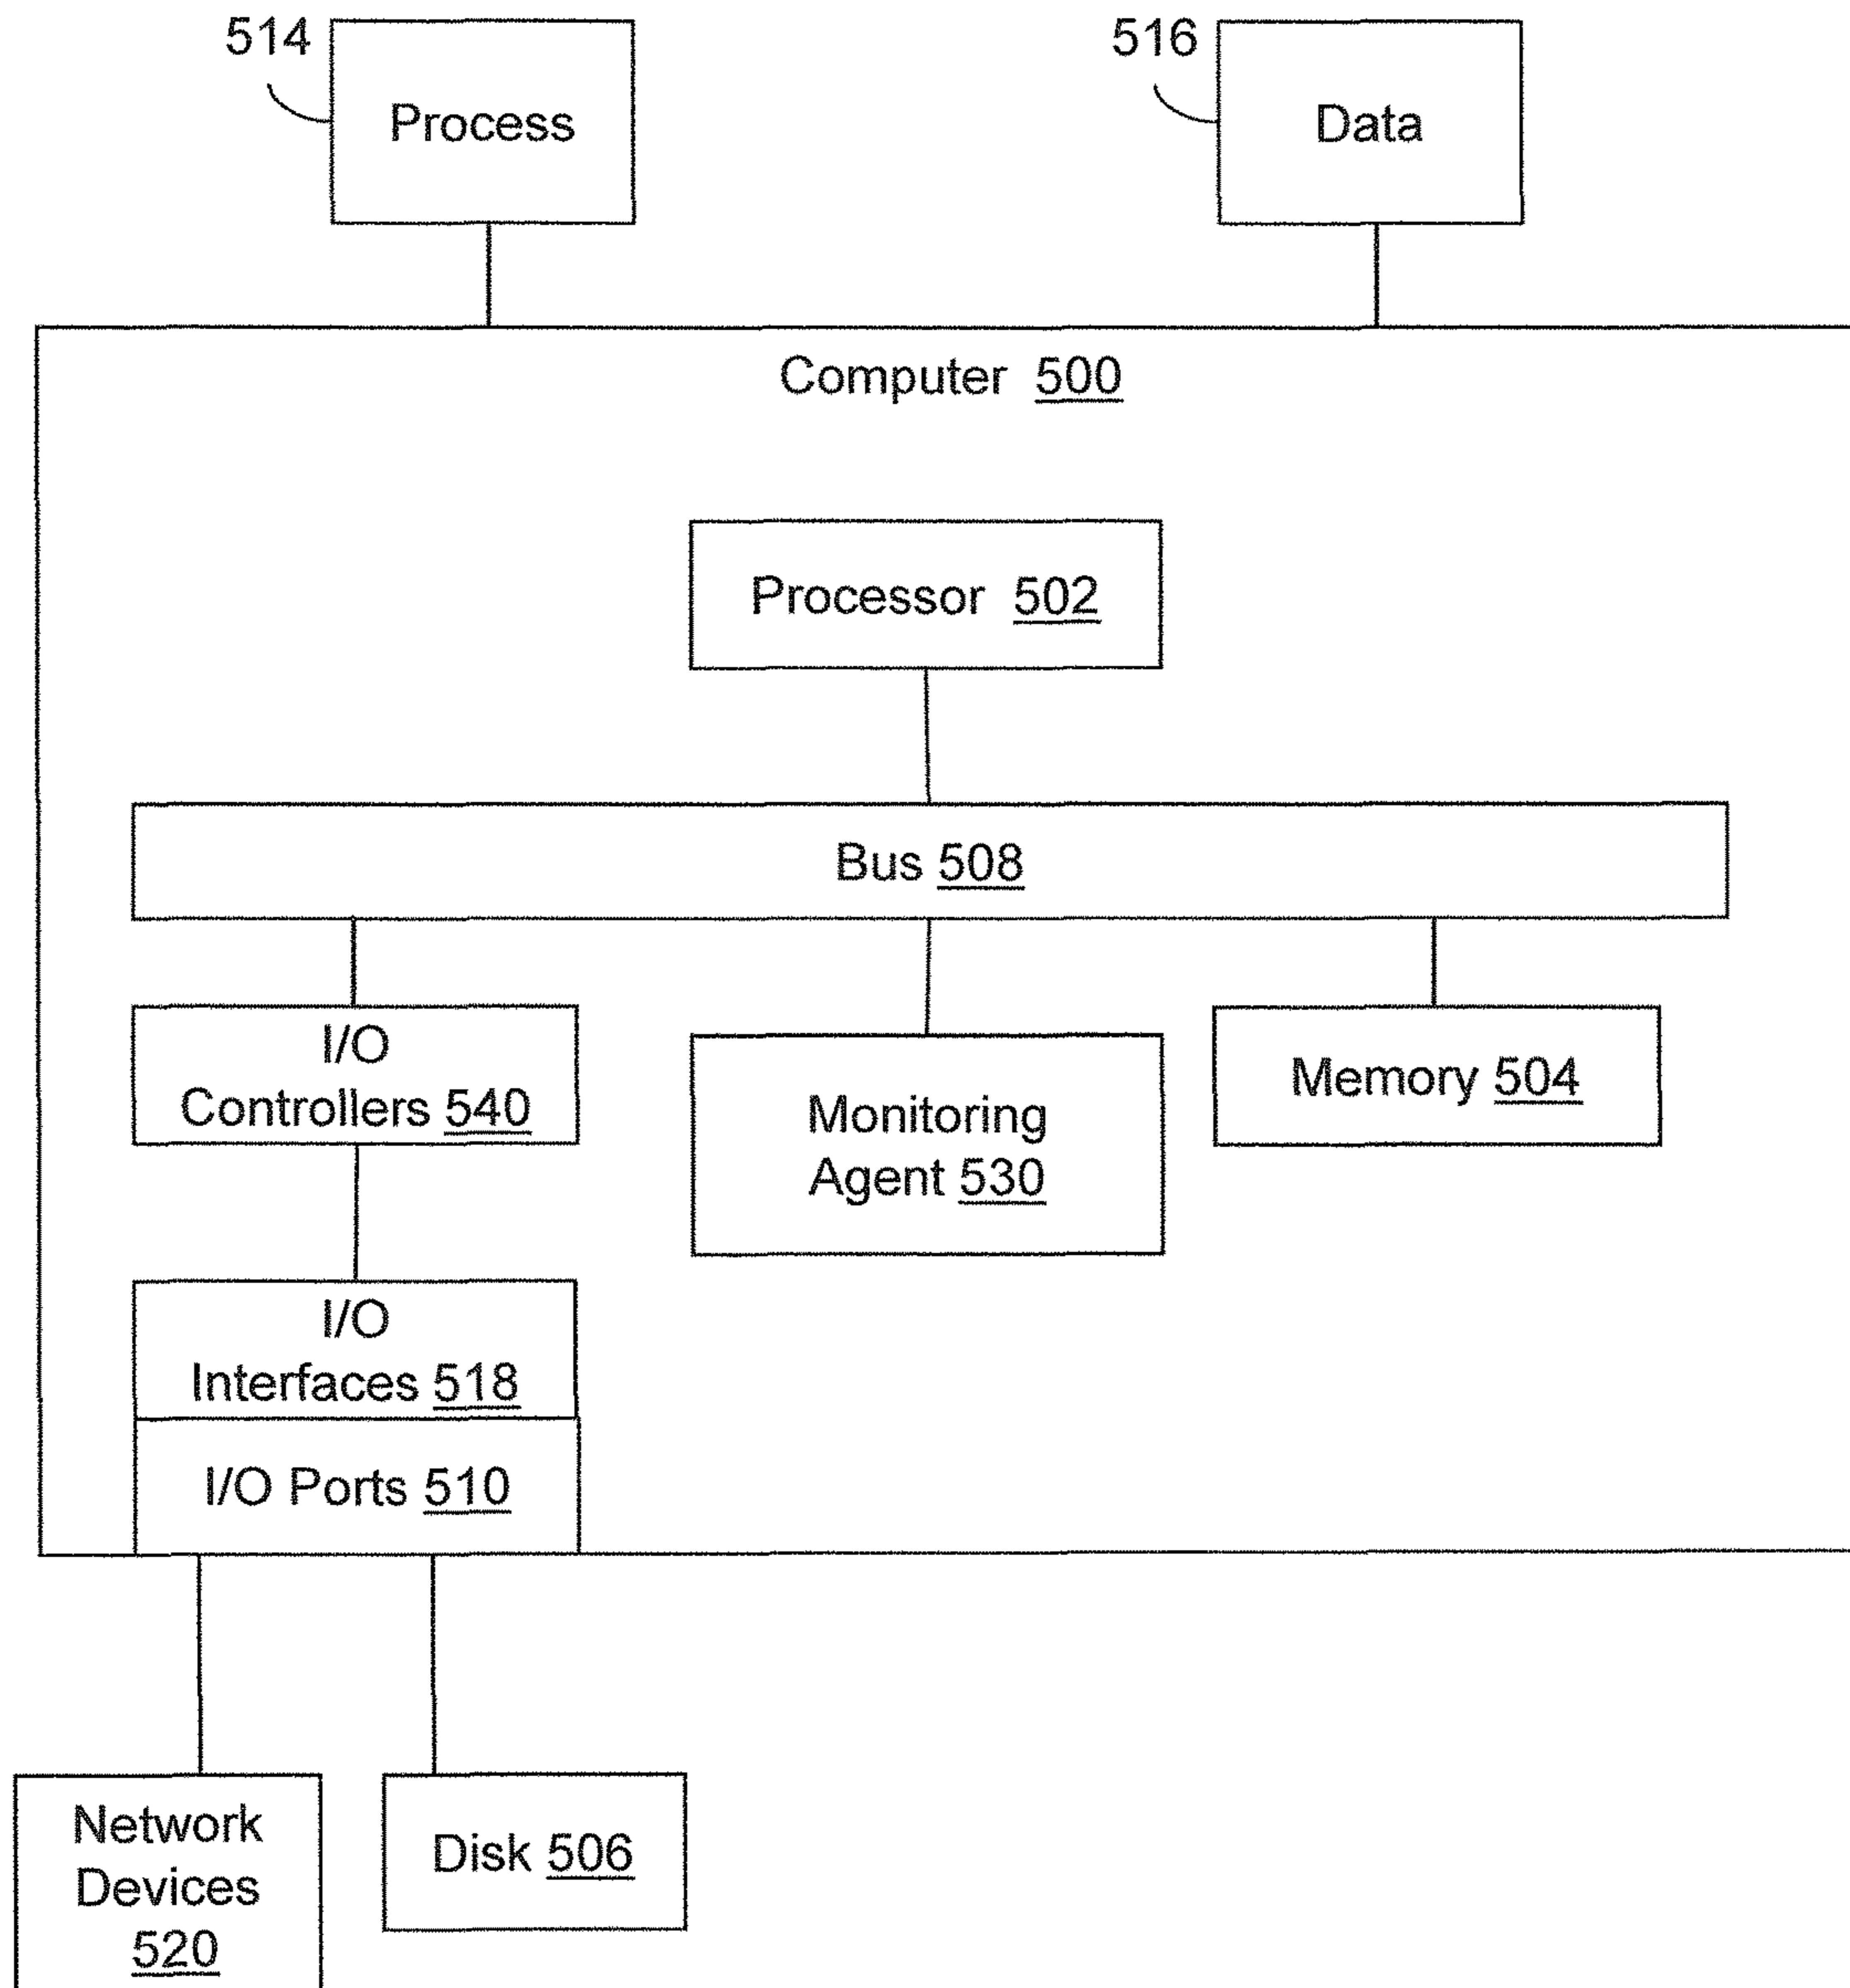 514
Process
516
Data
Computer 500
Processor 502
Bus 508
I/O
Controllers 540
Monitoring
Agent 530
Memory 504
I/O
Interfaces 518
I/O Ports 510
Network
Devices
520
Disk 506